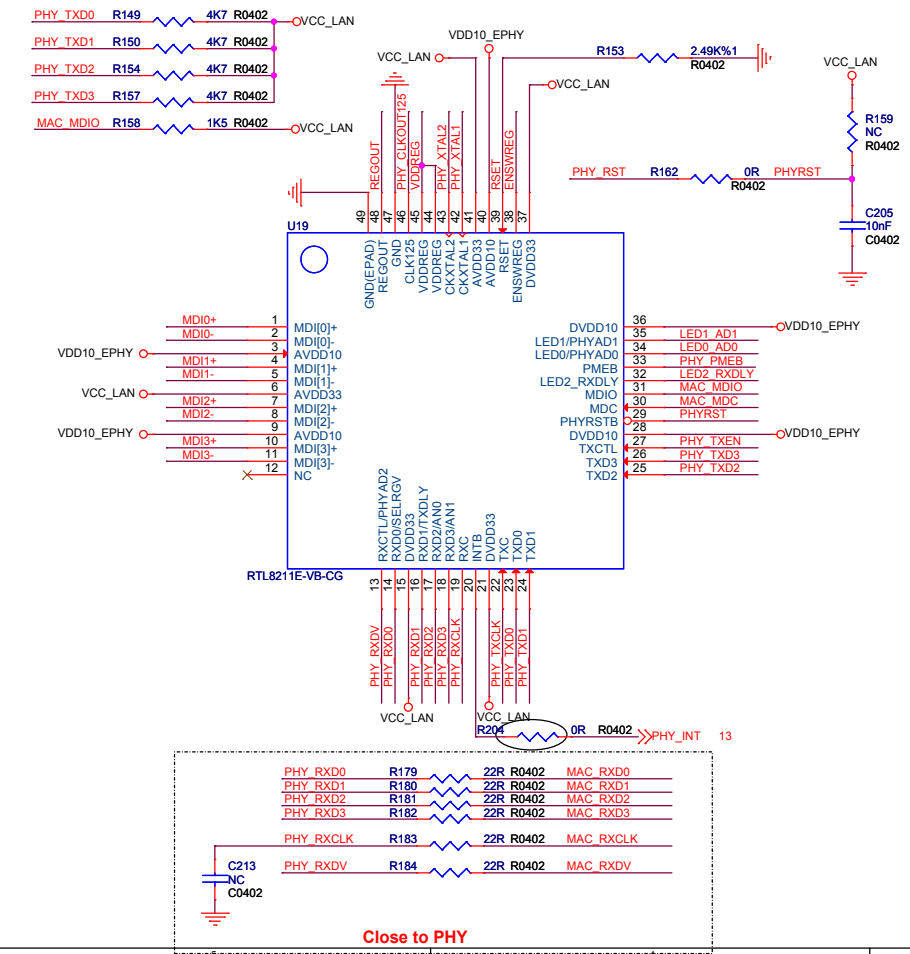 PHY_TXD0 R149 4K7 R0402 VCC_LAN
PHY_TXD1 R150 4K7 R0402
PHY_TXD2 R154 4K7 R0402
PHY_TXD3 R157 4K7 R0402
MAC_MDIO R158 1K5 R0402 VCC_LAN
VDD10_EPHY
VCC_LAN
R153 2.49K%1
R0402
VCC_LAN
VCC_LAN
R159
NC
R0402
PHY_RST R162 0R PHYRST
R0402
C205
10nF
C0402
REGOUT
PHY_CLKOUT125
VDDREG
PHY_XTAL2
PHY_XTAL1
RSET
ENSWREG
49
48
47
46
45
44
43
42
41
40
39
38
37
U19
GND(EPAD)
REGOUT
GND
CLK125
VDDREG
VDDREG
CKXTAL2
CKXTAL1
AVDD33
AVDD10
RSET
ENSWREG
DVDD33
MDI0+ 1 MDI[0]+
MDI0- 2 MDI[0]-
VDD10_EPHY 3 AVDD10
MDI1+ 4 MDI[1]+
MDI1- 5 MDI[1]-
VCC_LAN 6 AVDD33
MDI2+ 7 MDI[2]+
MDI2- 8 MDI[2]-
VDD10_EPHY 9 AVDD10
MDI3+ 10 MDI[3]+
MDI3- 11 MDI[3]-
12 NC
DVDD10 36 VDD10_EPHY
LED1/PHYAD1 35 LED1_AD1
LED0/PHYAD0 34 LED0_AD0
PMEB 33 PHY_PMEB
LED2_RXDLY 32 LED2_RXDLY
MDIO 31 MAC_MDIO
MDC 30 MAC_MDC
PHYRSTB 29 PHYRST
DVDD10 28 VDD10_EPHY
TXCTL 27 PHY_TXEN
TXD3 26 PHY_TXD3
TXD2 25 PHY_TXD2
RXCTL/PHYAD2
RXD0/SELRGV
DVDD33
RXD1/TXDLY
RXD2/AN0
RXD3/AN1
RXC
INTB
DVDD33
TXC
TXD0
TXD1
RTL8211E-VB-CG
13
14
15
16
17
18
19
20
21
22
23
24
PHY_RXDV
PHY_RXD0
PHY_RXD1
PHY_RXD2
PHY_RXD3
PHY_RXCLK
PHY_TXCLK
PHY_TXD0
PHY_TXD1
VCC_LAN
VCC_LAN
R204 0R R0402 PHY_INT 13
PHY_RXD0 R179 22R R0402 MAC_RXD0
PHY_RXD1 R180 22R R0402 MAC_RXD1
PHY_RXD2 R181 22R R0402 MAC_RXD2
PHY_RXD3 R182 22R R0402 MAC_RXD3
PHY_RXCLK R183 22R R0402 MAC_RXCLK
PHY_RXDV R184 22R R0402 MAC_RXDV
C213
NC
C0402
Close to PHY